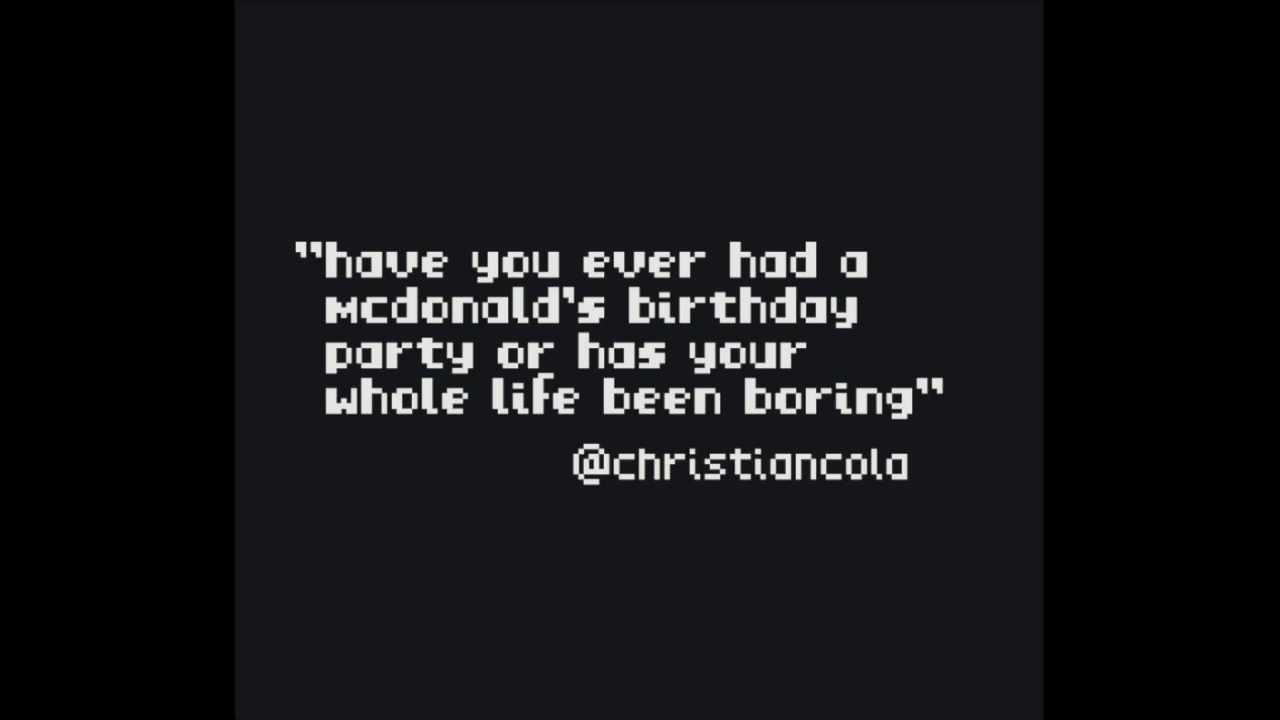 "have you ever had a
mcdonald's birthday
party or has your
whole life been boring"
@christiancola